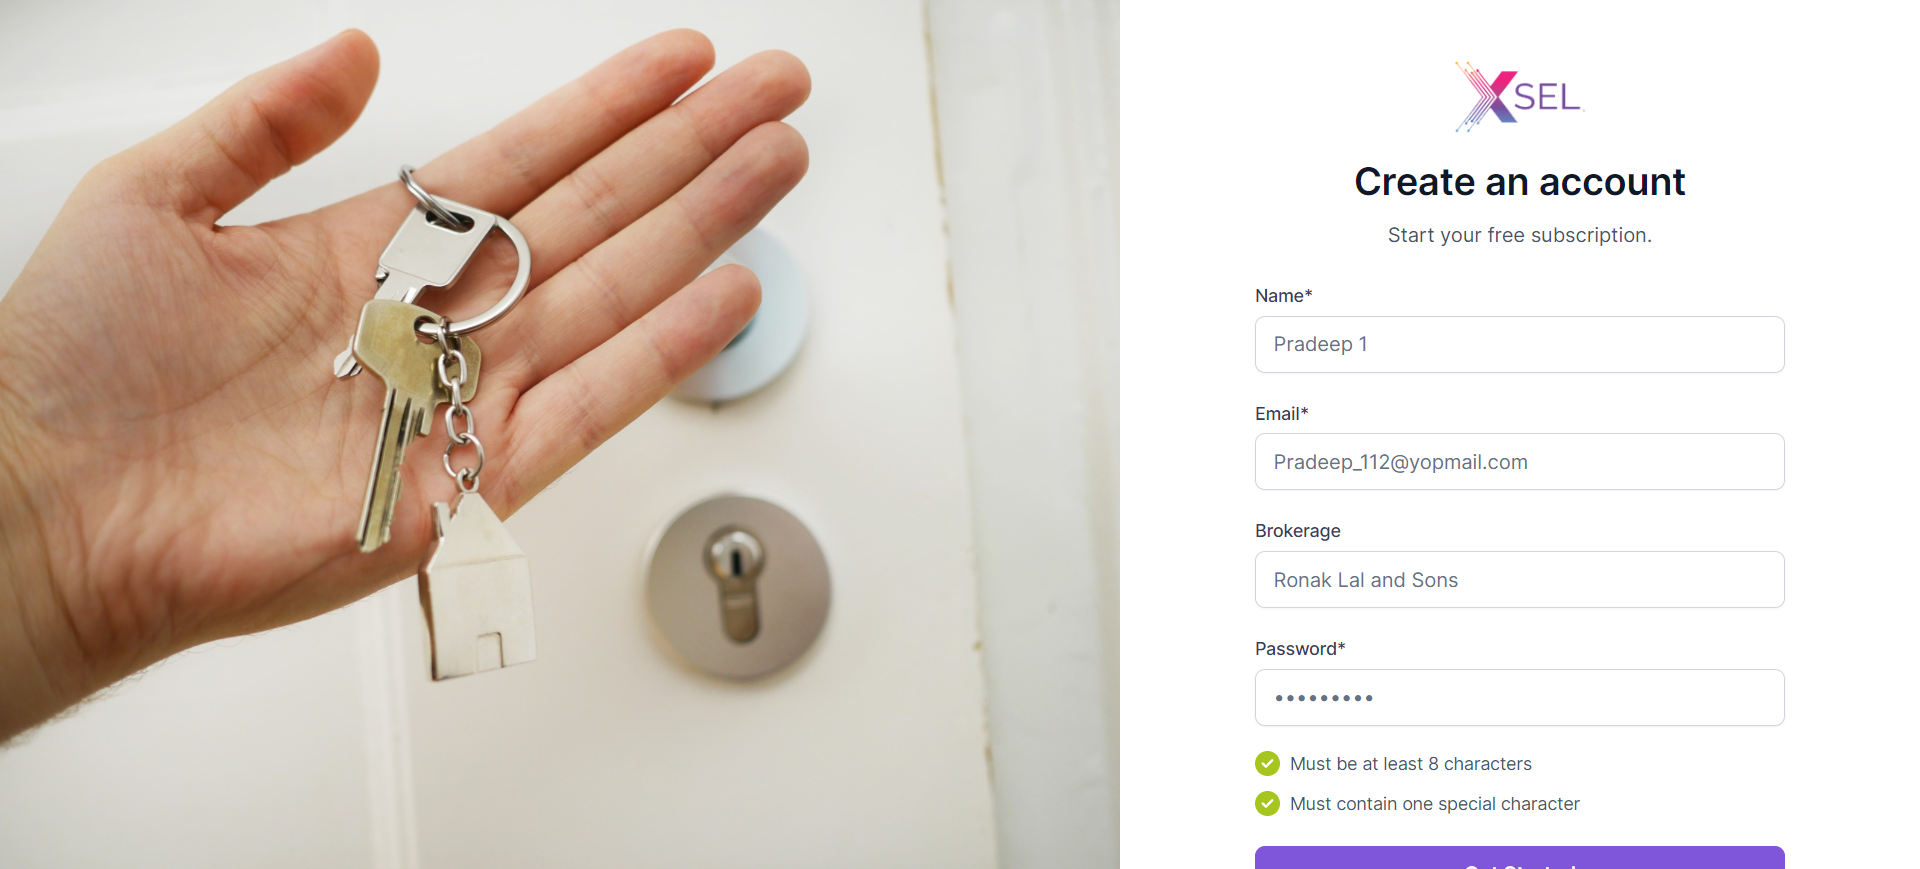 XSEL
Create an account
Start your free subscription.
Name*
Pradeep 1
Email*
Pradeep_112@yopmail.com
Brokerage
Ronak Lal and Sons
Password*
•••••••••
Must be at least 8 characters
Must contain one special character